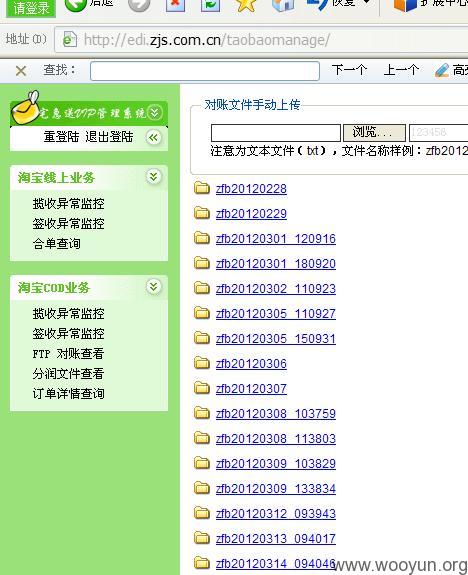 请登录 后退 恢复 扩展中心
地址(D) http://edi.zjs.com.cn/taobaomanage/
查找： 下一个 上一个
宅急送VIP管理系统
重登陆 退出登陆
淘宝线上业务
揽收异常监控
签收异常监控
合单查询
淘宝COD业务
揽收异常监控
签收异常监控
FTP 对账查看
分润文件查看
订单详情查询
对账文件手动上传
浏览... 123456
注意为文本文件（txt），文件名称样例：zfb2012
zfb20120228
zfb20120229
zfb20120301_120916
zfb20120301_180920
zfb20120302_110923
zfb20120305_110927
zfb20120305_150931
zfb20120306
zfb20120307
zfb20120308_103759
zfb20120308_113803
zfb20120309_103829
zfb20120309_133834
zfb20120312_093943
zfb20120313_094017
zfb20120314_094046
www.wooyun.org